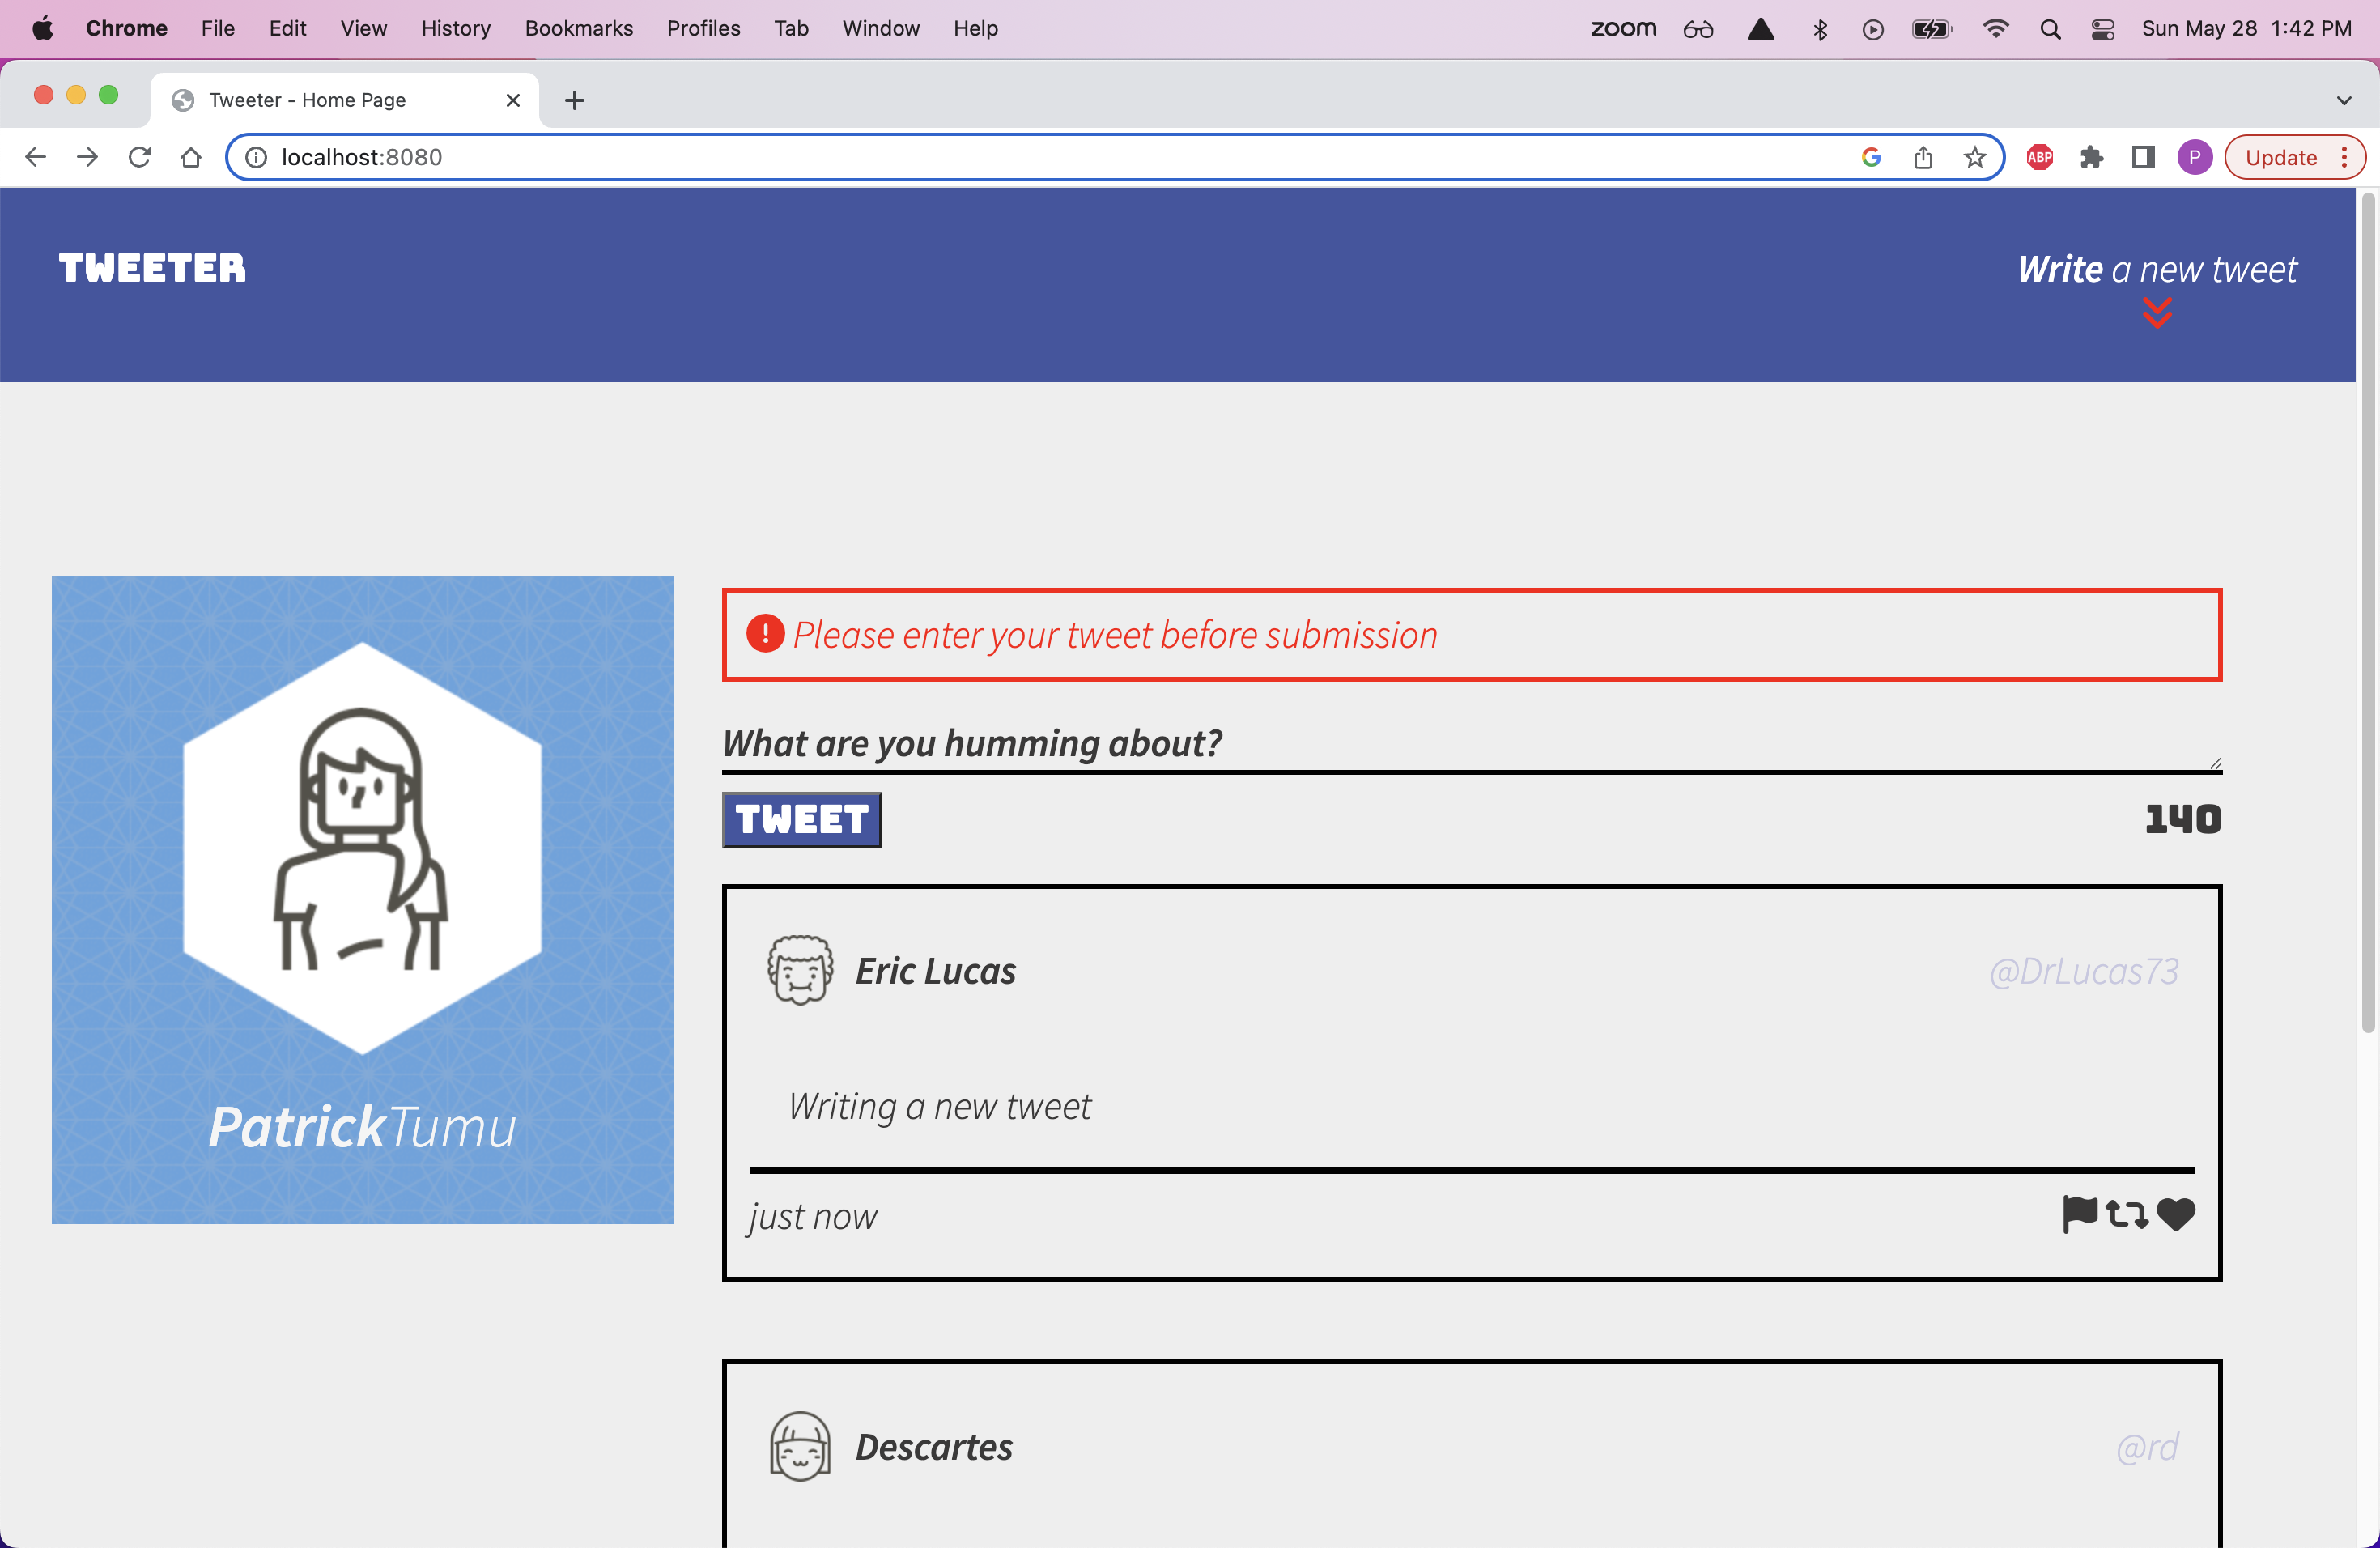 Chrome File Edit View History Bookmarks Profiles Tab Window Help zoom Sun May 28 1:42 PM
Tweeter - Home Page
localhost:8080 ABP P Update
TWEETER
Write a new tweet
Please enter your tweet before submission
What are you humming about?
TWEET 140
Eric Lucas @DrLucas73
Writing a new tweet
PatrickTumu
just now
Descartes @rd